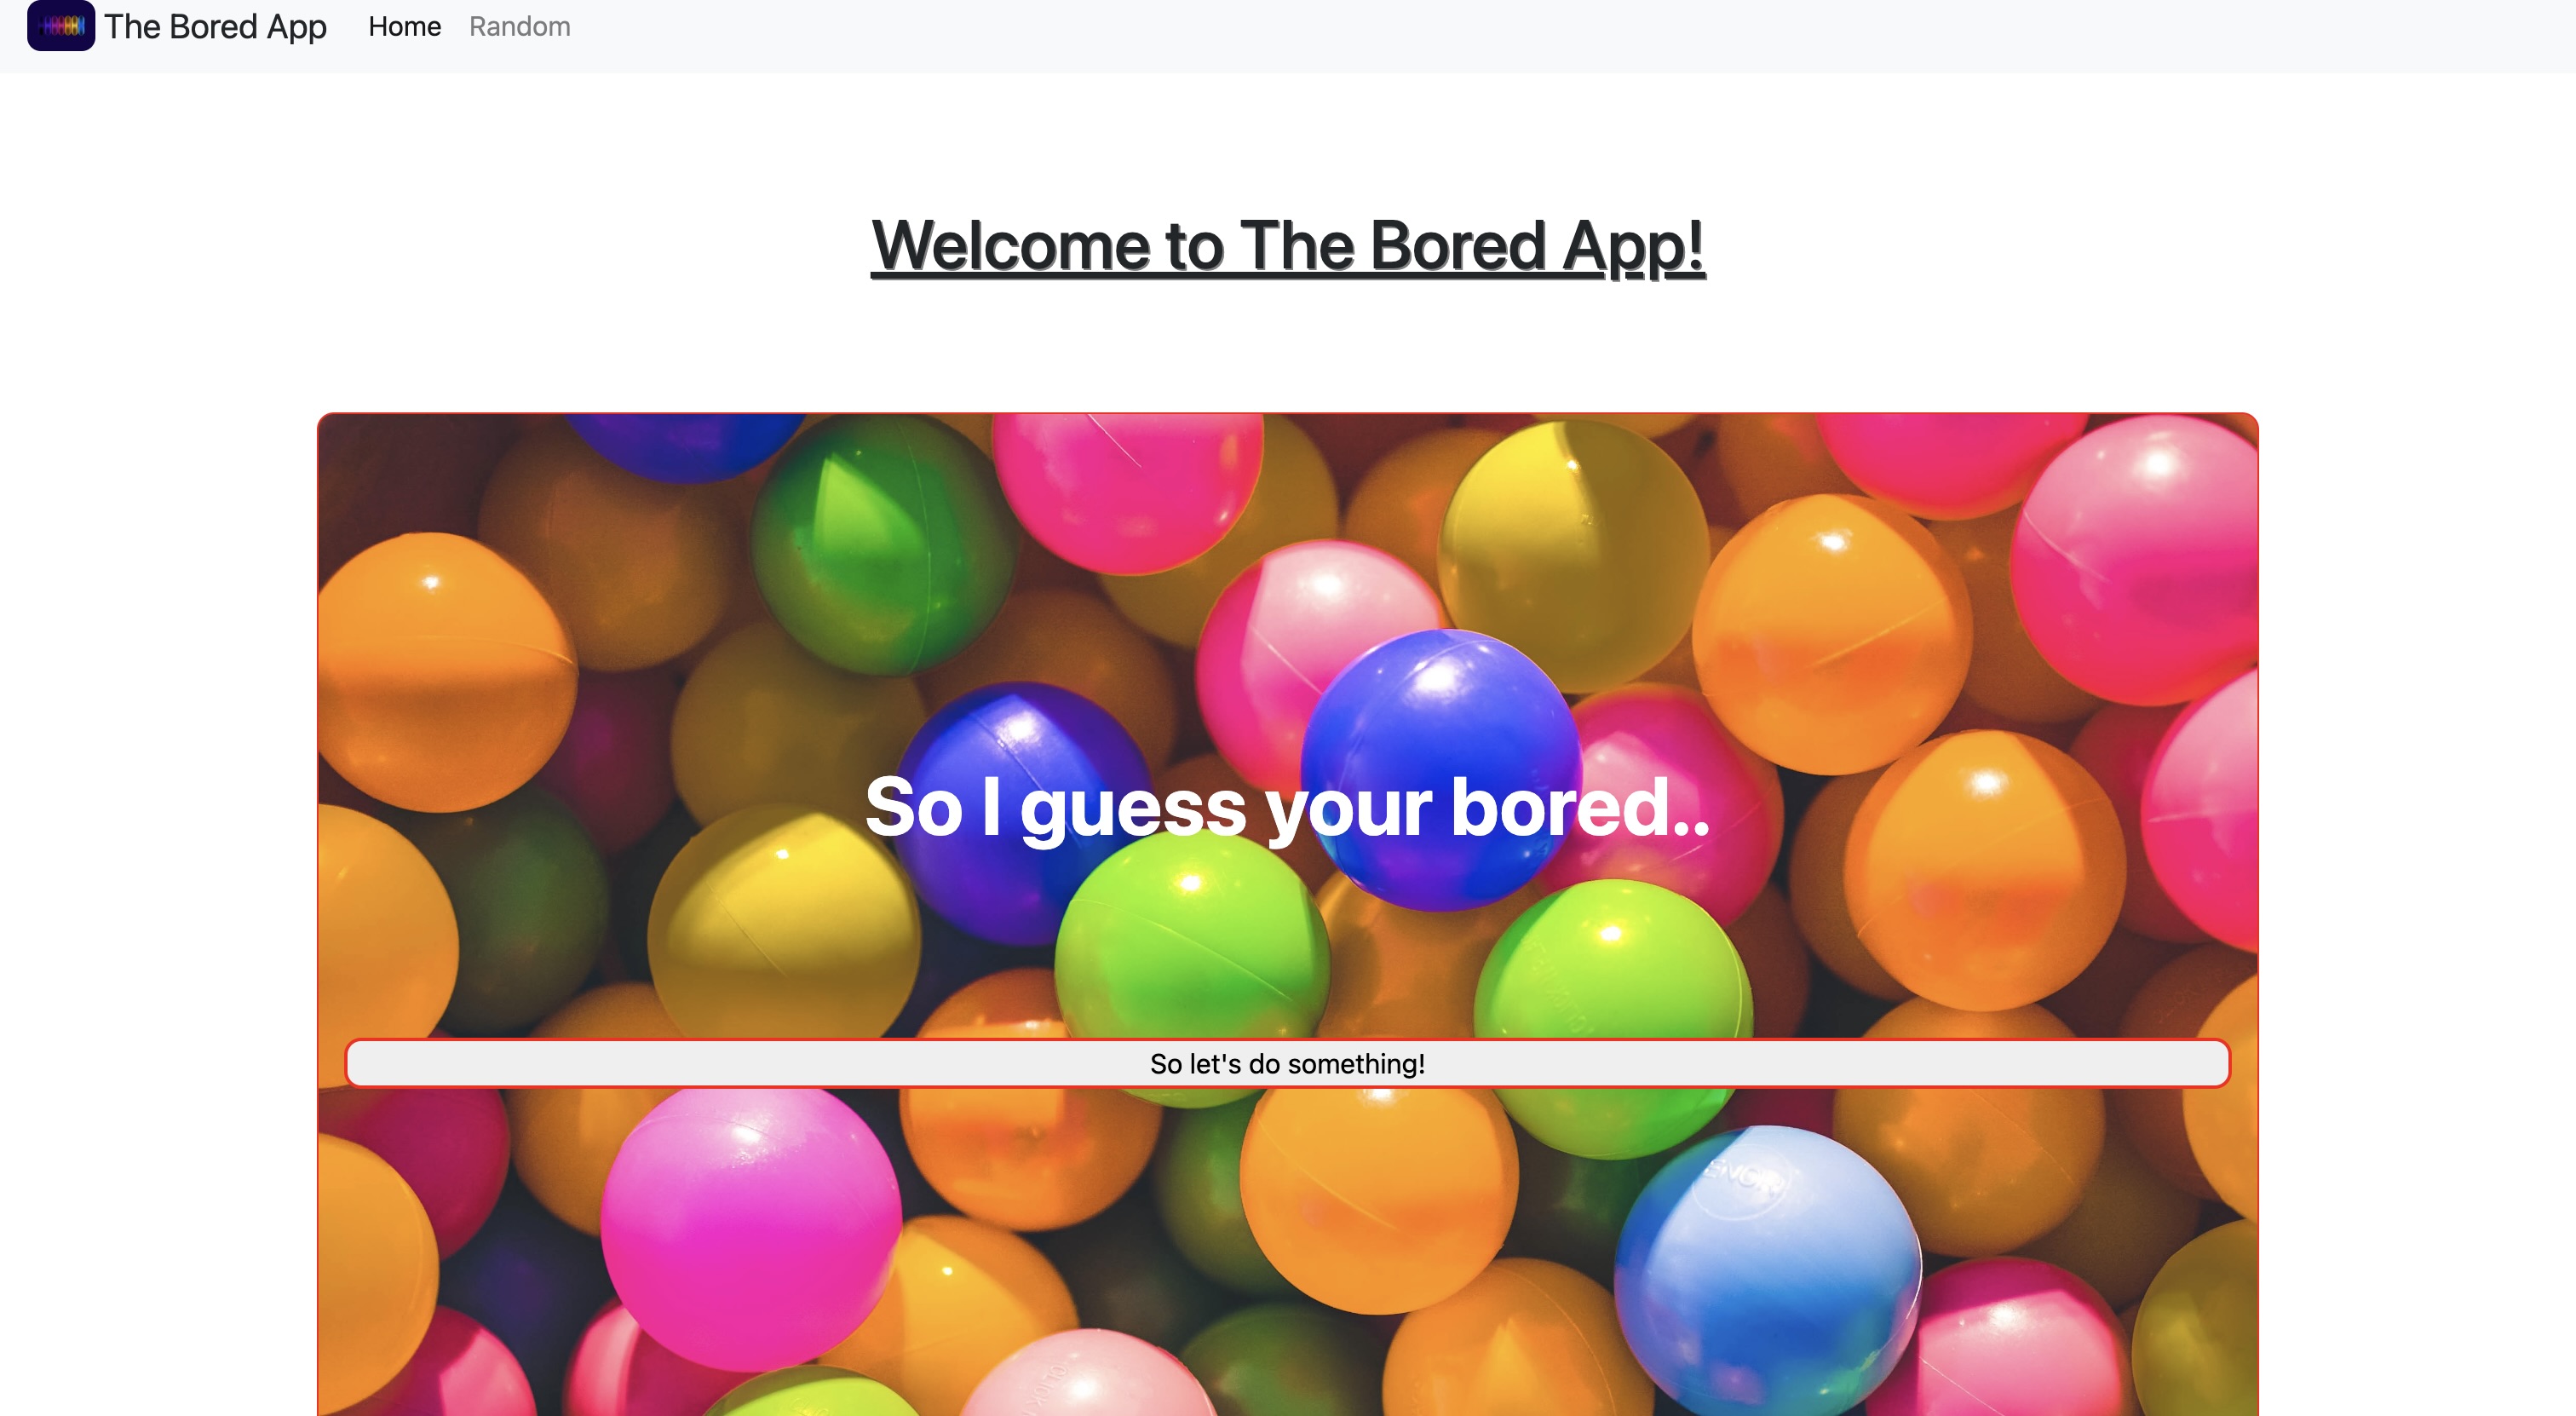 The Bored App Home Random
Welcome to The Bored App!
So I guess your bored..
So let's do something!